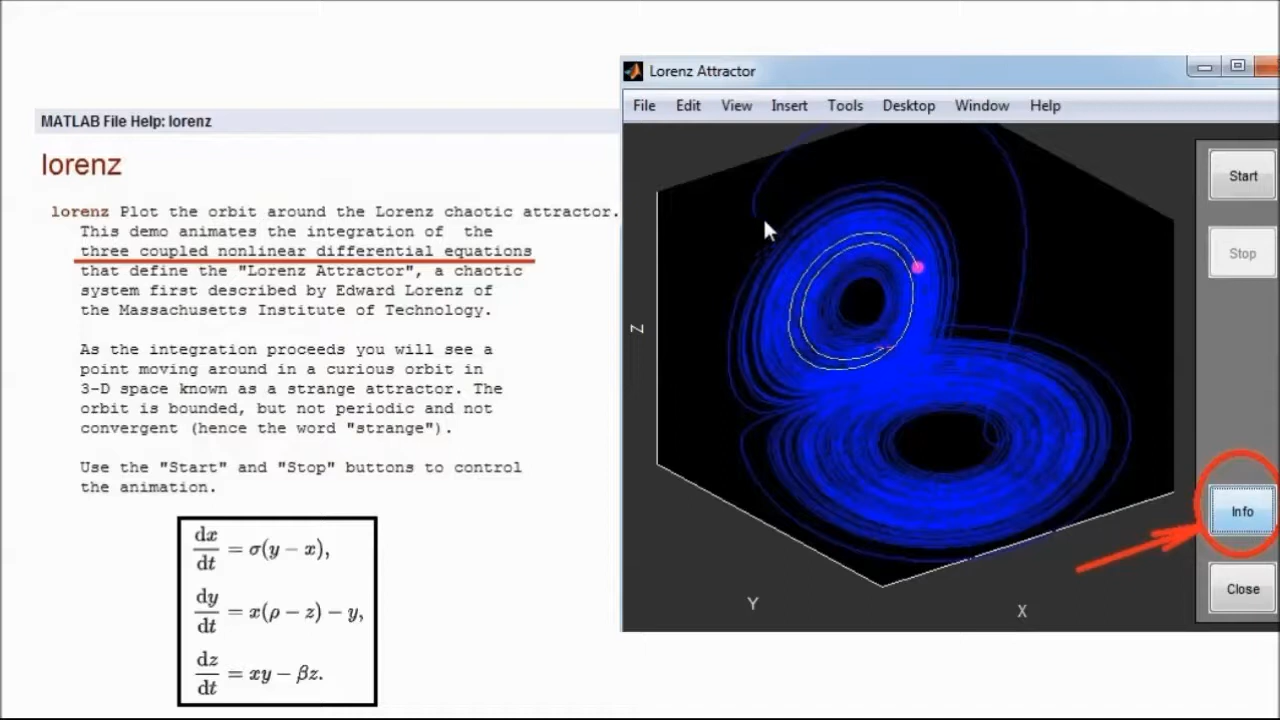 MATLAB File Help: lorenz
lorenz
lorenz Plot the orbit around the Lorenz chaotic attractor.
This demo animates the integration of the
three coupled nonlinear differential equations
that define the "Lorenz Attractor", a chaotic
system first described by Edward Lorenz of
the Massachusetts Institute of Technology.
As the integration proceeds you will see a
point moving around in a curious orbit in
3-D space known as a strange attractor. The
orbit is bounded, but not periodic and not
convergent (hence the word "strange").
Use the "Start" and "Stop" buttons to control
the animation.
dx/dt = σ(y − x),
dy/dt = x(ρ − z) − y,
dz/dt = xy − βz.
Lorenz Attractor
File Edit View Insert Tools Desktop Window Help
Z
Y
X
Start
Stop
Info
Close